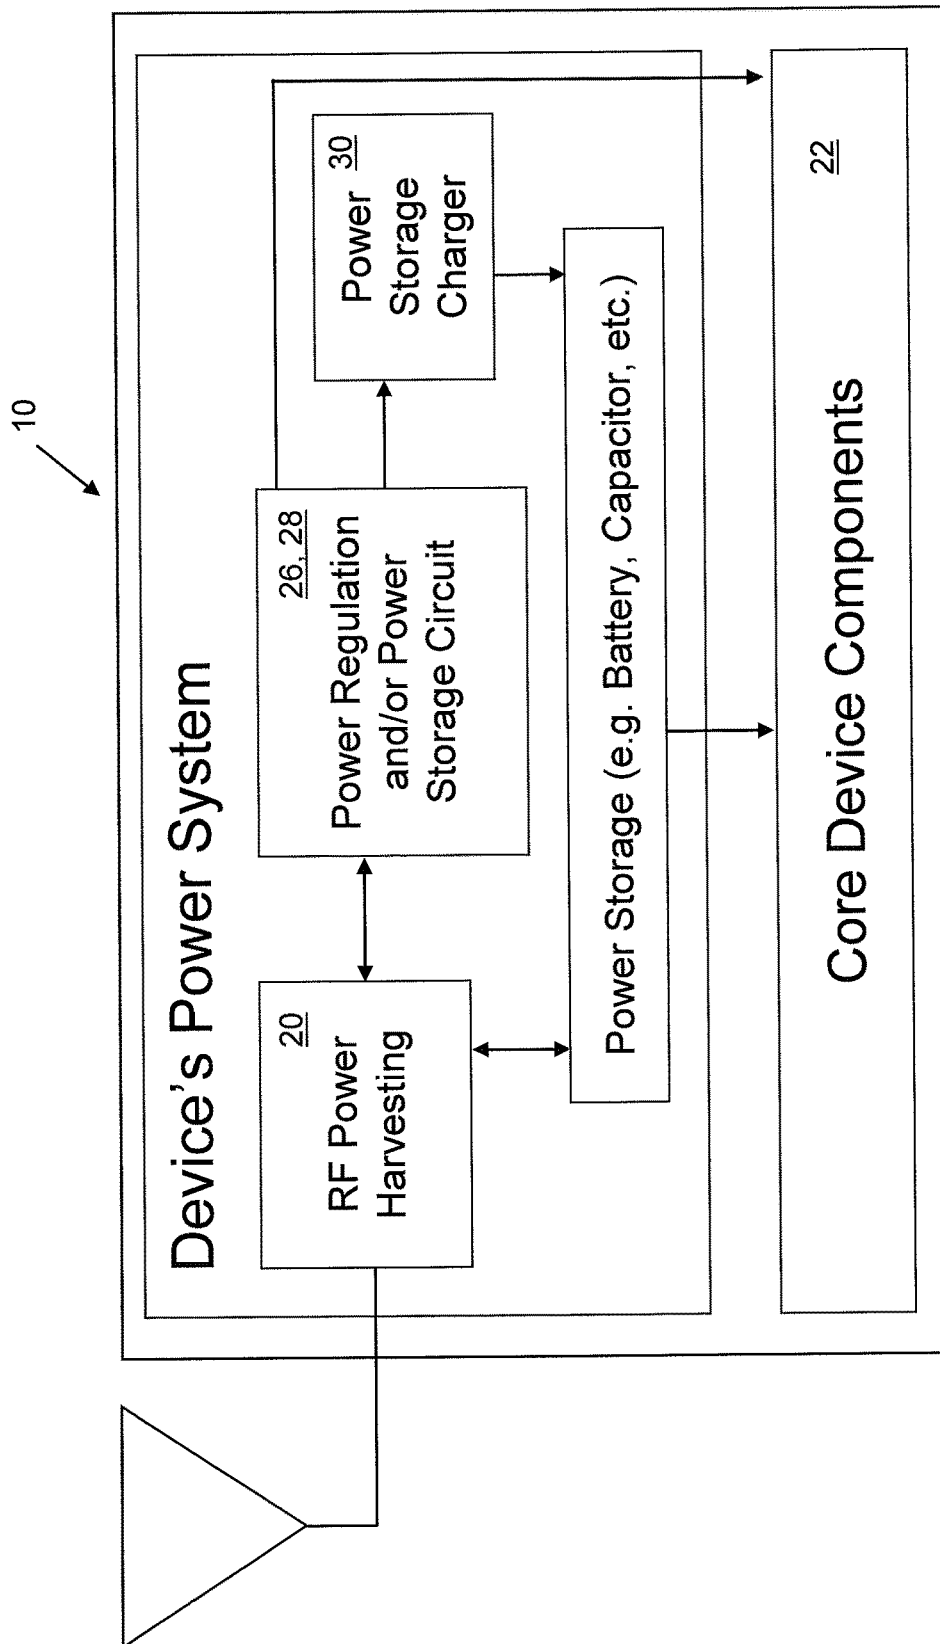 10
Device's Power System
20
RF Power
Harvesting
26, 28
Power Regulation
and/or Power
Storage Circuit
30
Power
Storage
Charger
Power Storage (e.g. Battery, Capacitor, etc.)
22
Core Device Components